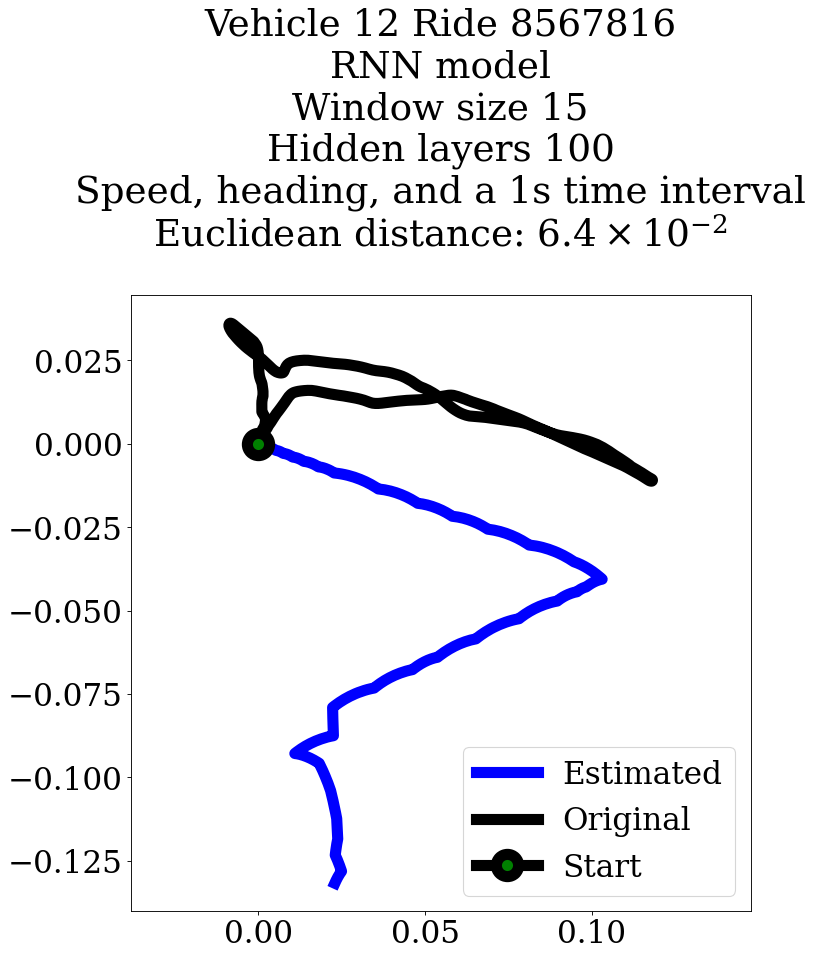 Vehicle 12 Ride 8567816
RNN model
Window size 15
Hidden layers 100
Speed, heading, and a 1s time interval
Euclidean distance: 6.4 × 10⁻²
0.025
0.000
−0.025
−0.050
−0.075
−0.100
−0.125
Estimated
Original
Start
0.00 0.05 0.10